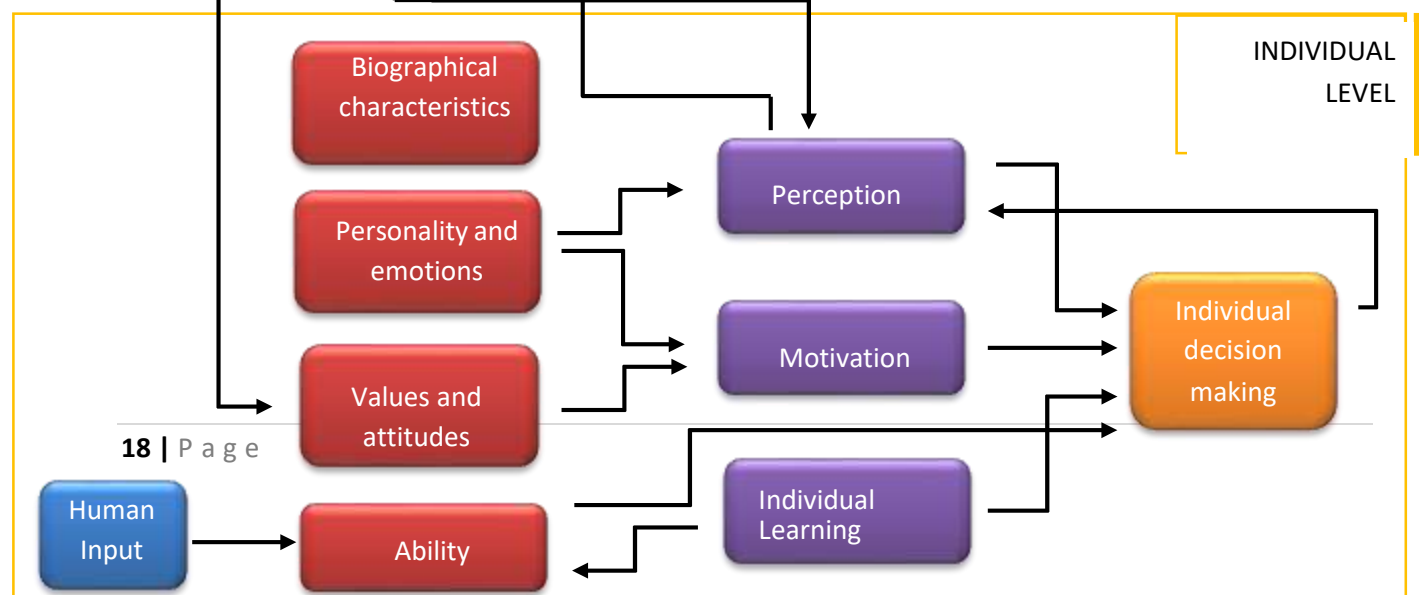 INDIVIDUAL
LEVEL
Biographical
characteristics
Perception
Personality and
emotions
Individual
decision
making
Motivation
Values and
attitudes
18 | P a g e
Individual
Learning
Human
Input
Ability